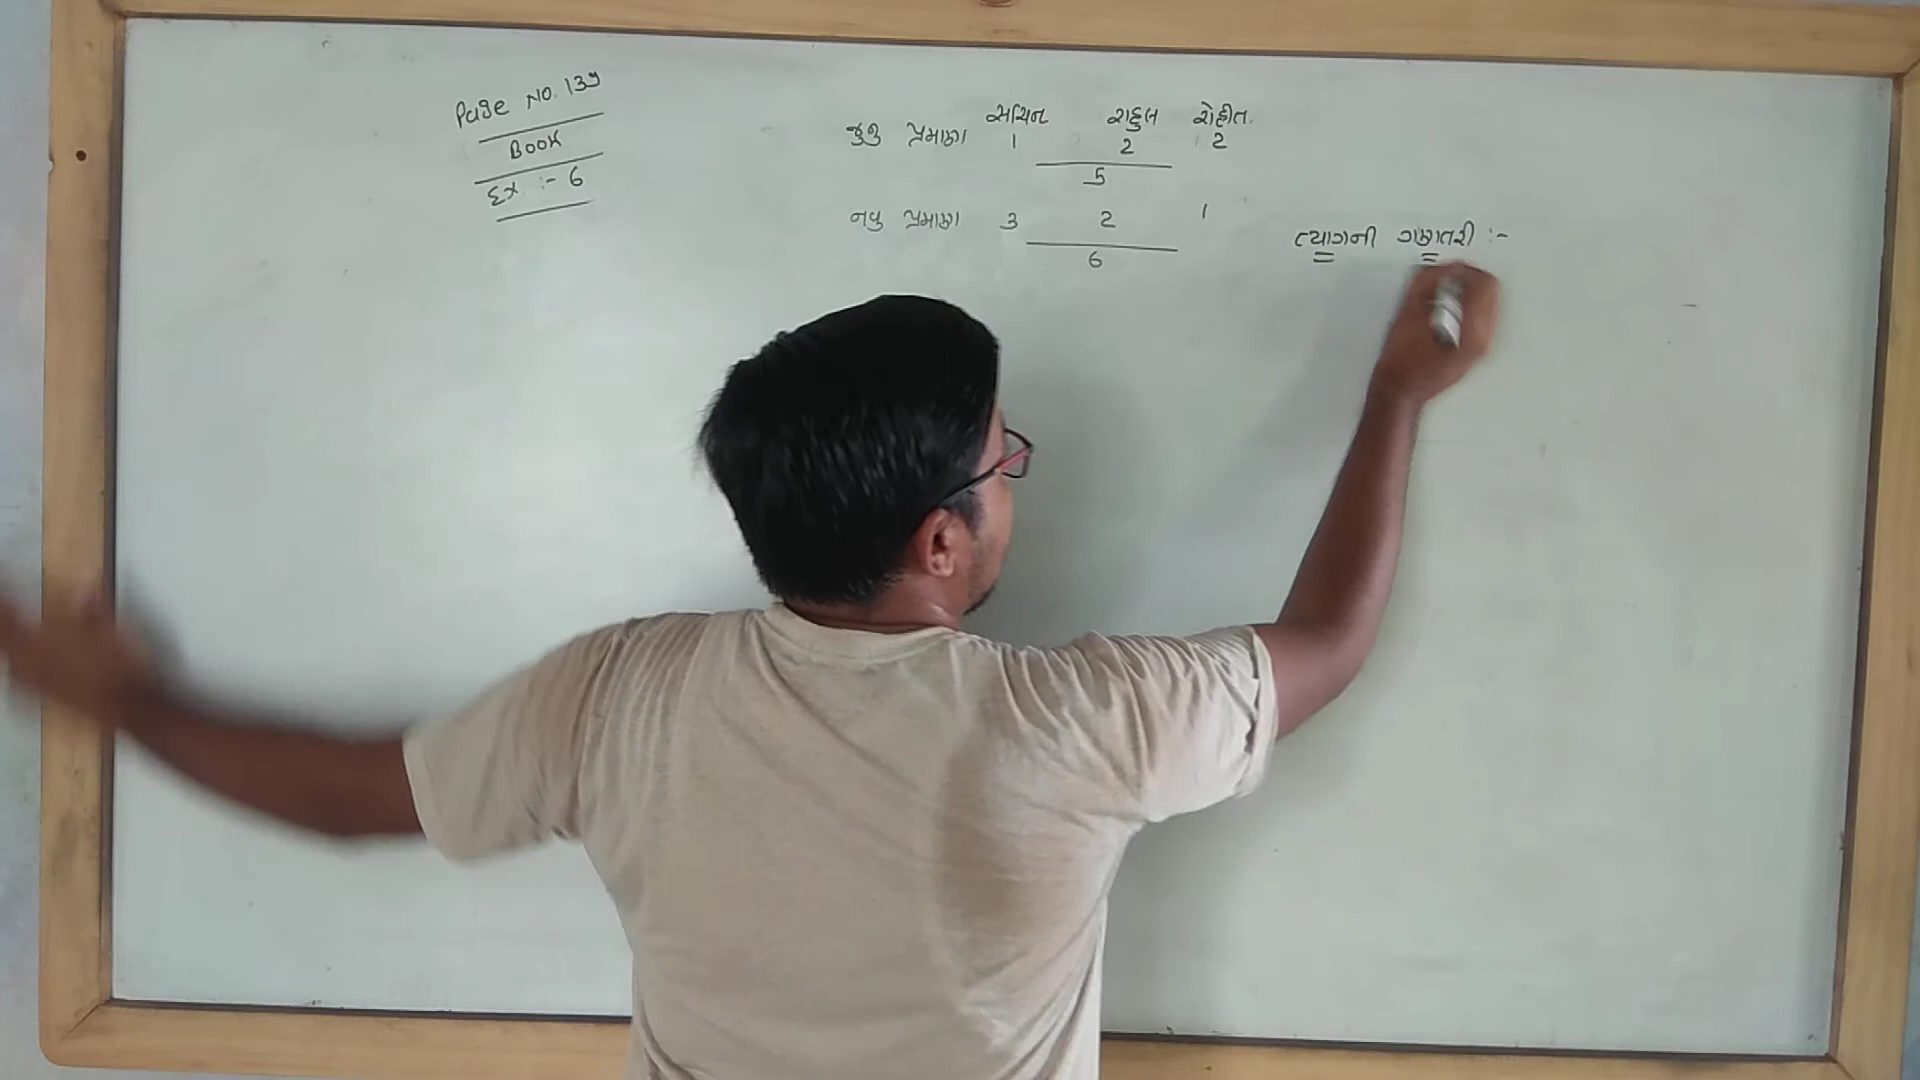 Page NO. 139
BOOK
Ex :- 6
સચિન રાહુલ રોહીત
જુનુ પ્રમાણ 1 2 2
5
નવુ પ્રમાણ 3 2 1
6
ત્યાગની ગણતરી :-